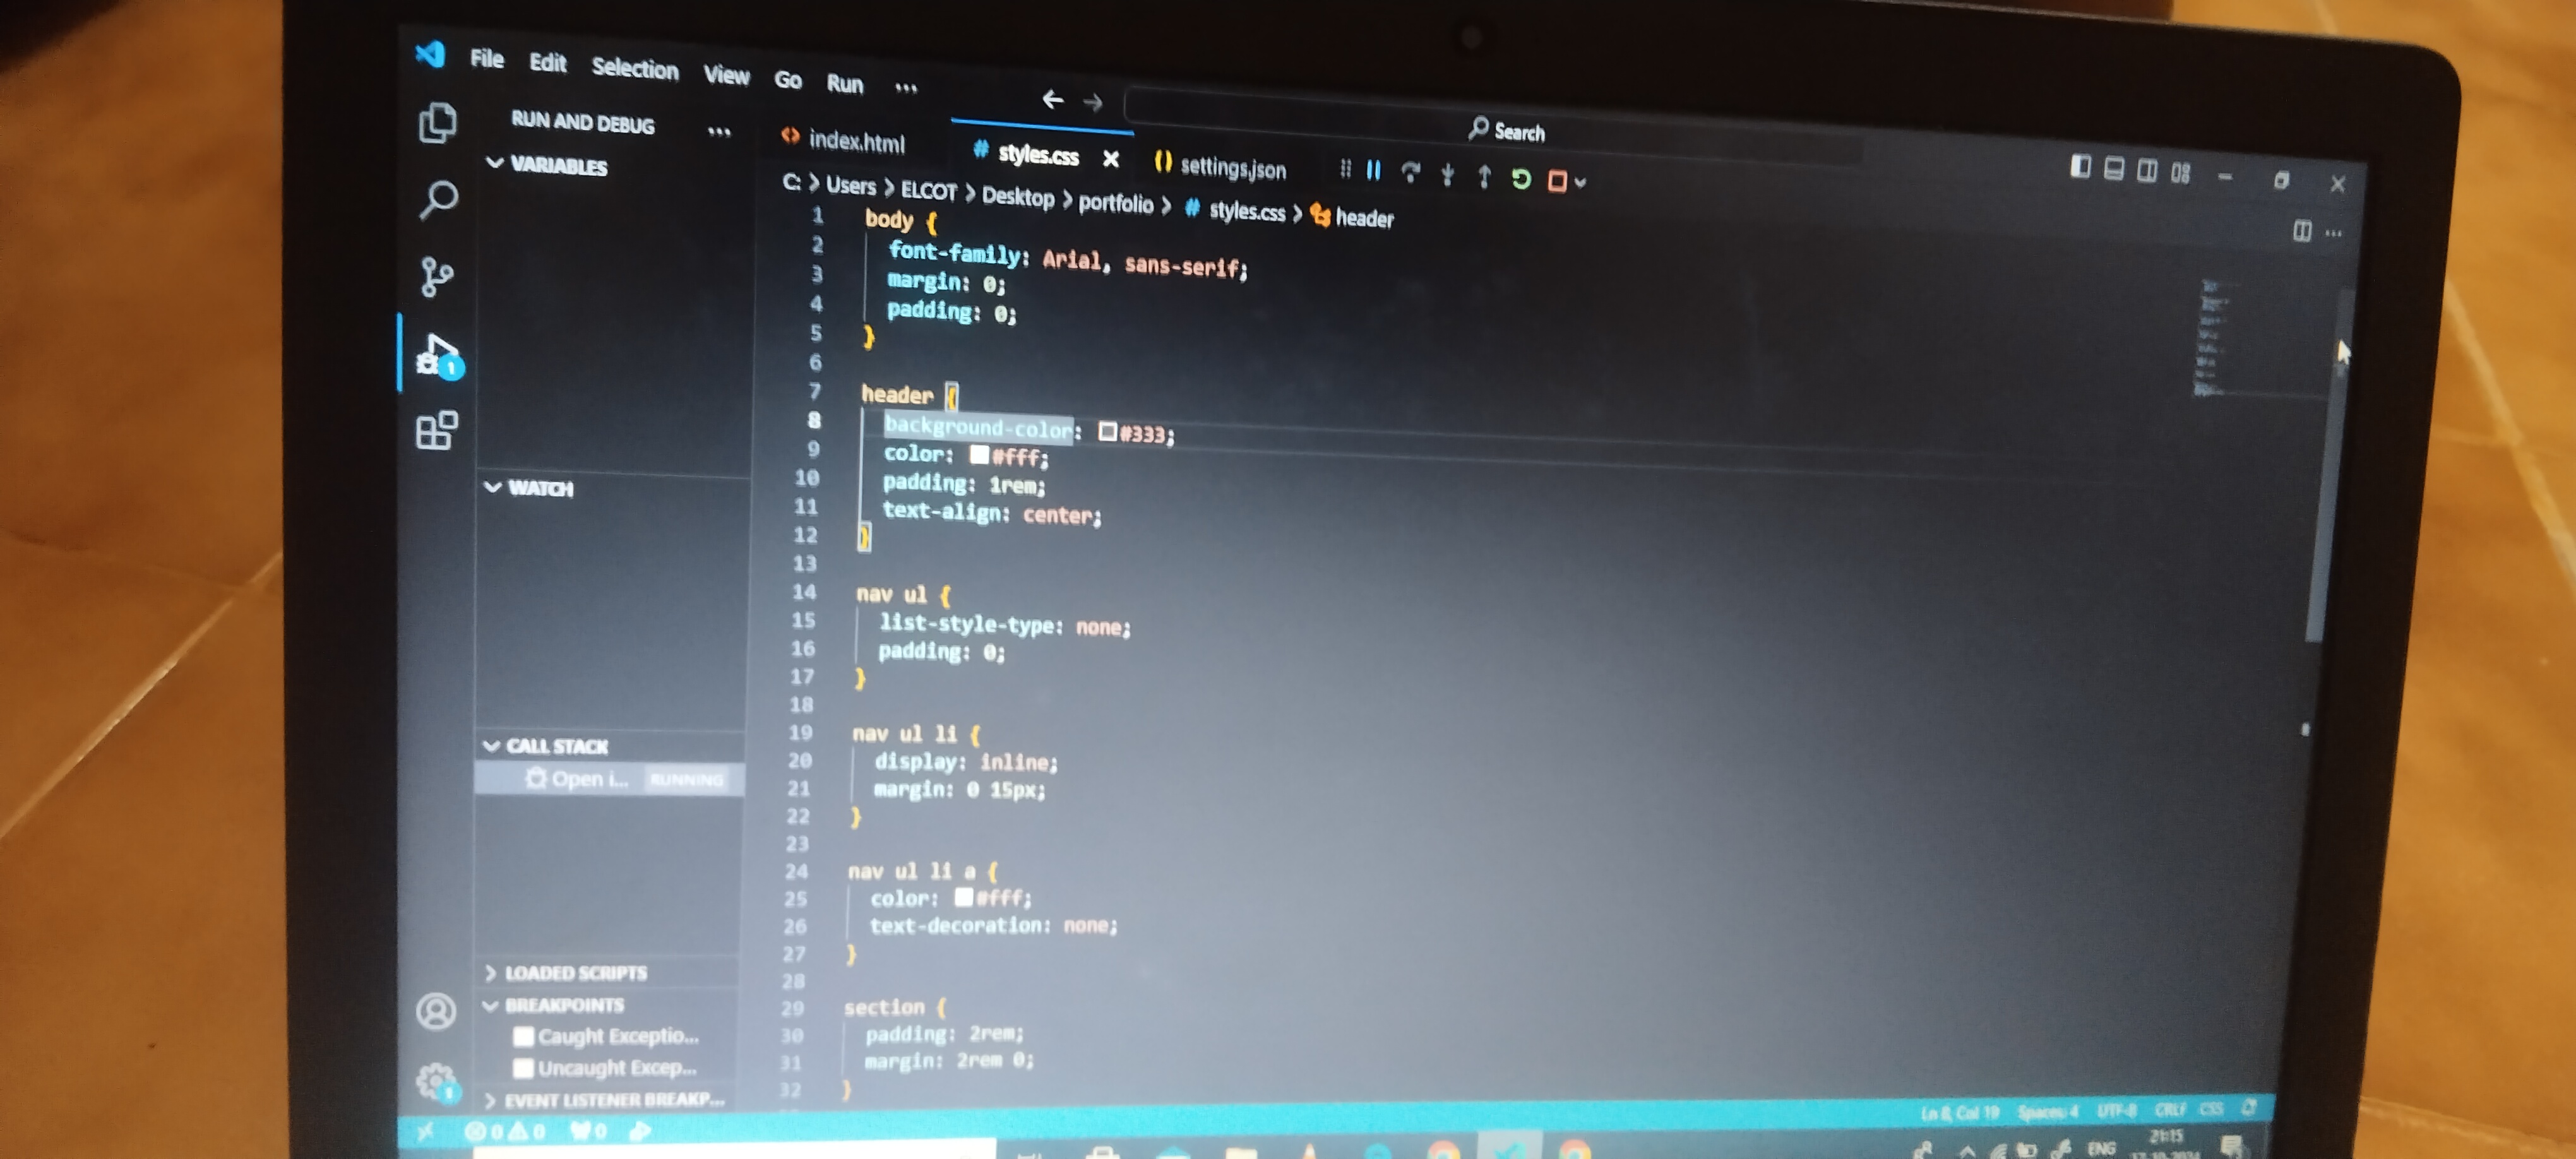 File Edit Selection View Go Run ...
Search
RUN AND DEBUG ...
index.html
# styles.css
{} settings.json
VARIABLES
C: > Users > ELCOT > Desktop > portfolio > # styles.css > header
1 body {
2 font-family: Arial, sans-serif;
3 margin: 0;
4 padding: 0;
5 }
6
7 header {
8 background-color: #333;
9 color: #fff;
10 padding: 1rem;
11 text-align: center;
12 }
13
14 nav ul {
15 list-style-type: none;
16 padding: 0;
17 }
18
19 nav ul li {
20 display: inline;
21 margin: 0 15px;
22 }
23
24 nav ul li a {
25 color: #fff;
26 text-decoration: none;
27 }
28
29 section {
30 padding: 2rem;
31 margin: 2rem 0;
32 }
1
WATCH
CALL STACK
Open i... RUNNING
LOADED SCRIPTS
BREAKPOINTS
Caught Exceptio...
Uncaught Excep...
EVENT LISTENER BREAKP...
1
0 0 0
Ln 8, Col 19 Spaces: 4 UTF-8 CRLF CSS
ENG
21:15